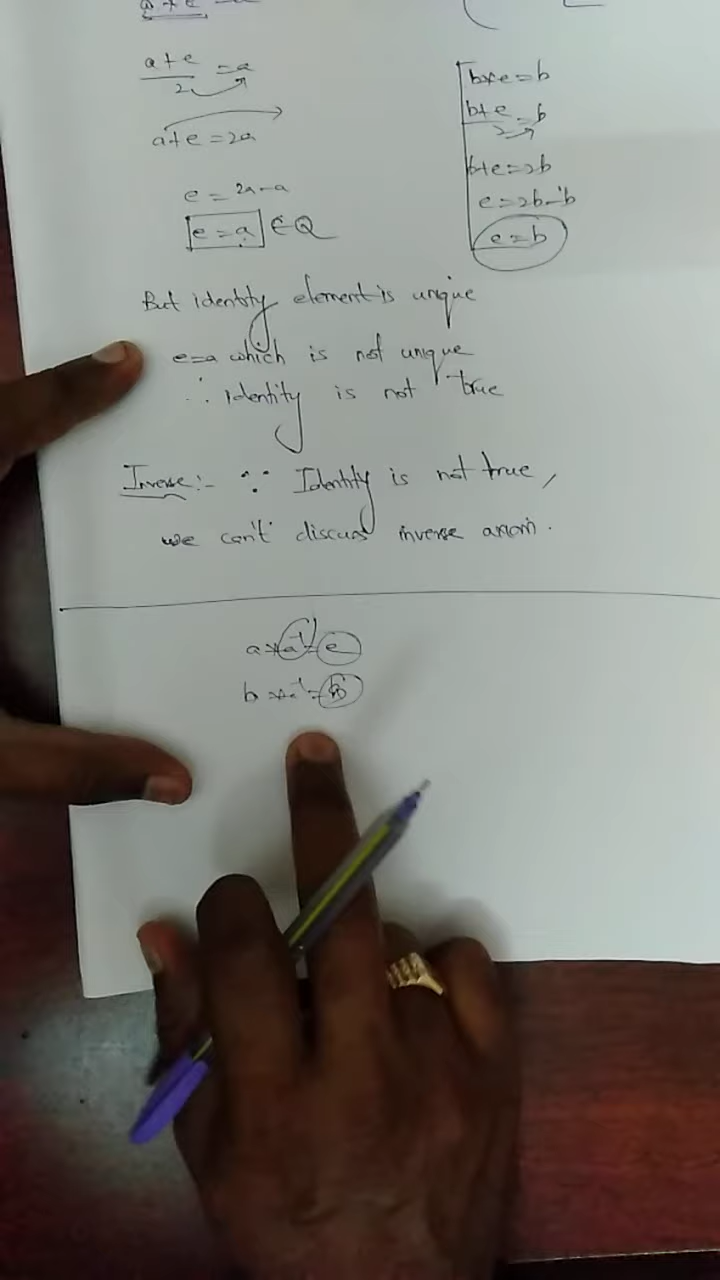 a * e
a+e/2 = a
a+e = 2a
e = 2a-a
e = a ∈ Q
b*e=b
b+e/2 = b
b+e=2b
e=2b-b
e=b
But identity element is unique
e=a which is not unique
∴ Identity is not true
Inverse:- ∵ Identity is not true,
we can't discuss inverse axiom.
a*a⁻¹=e